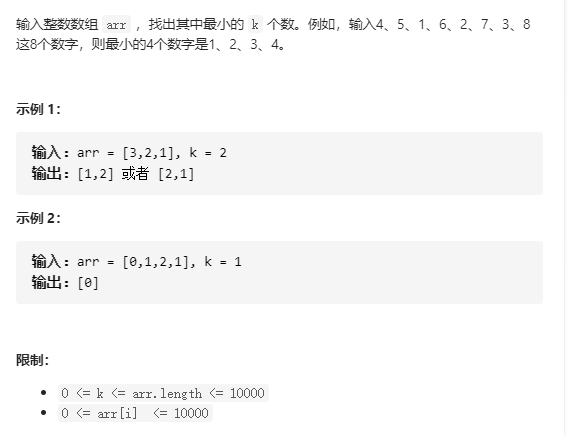 输入整数数组 arr ，找出其中最小的 k 个数。例如，输入4、5、1、6、2、7、3、8
这8个数字，则最小的4个数字是1、2、3、4。
示例 1：
输入：arr = [3,2,1], k = 2
输出：[1,2] 或者 [2,1]
示例 2：
输入：arr = [0,1,2,1], k = 1
输出：[0]
限制：
• 0 <= k <= arr.length <= 10000
• 0 <= arr[i]  <= 10000